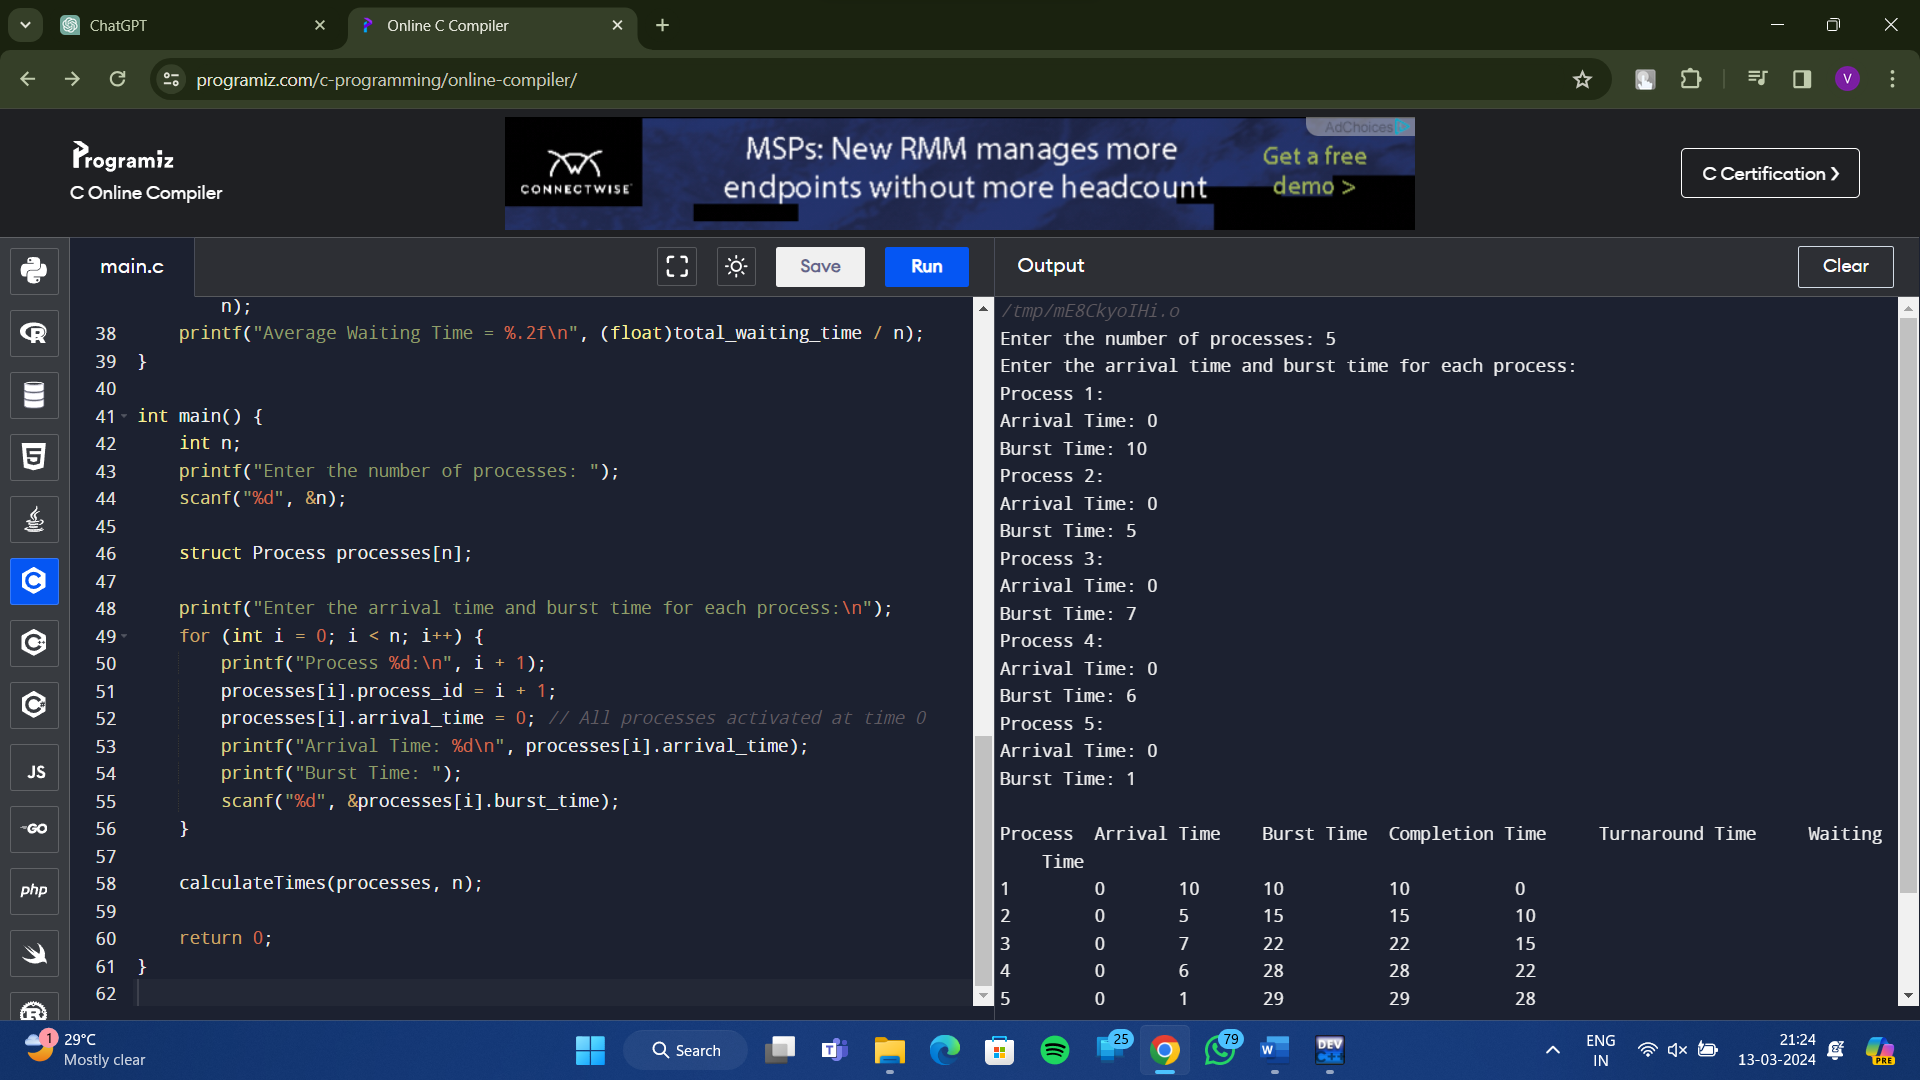 ChatGPT
Online C Compiler
programiz.com/c-programming/online-compiler/
V
Programiz
C Online Compiler
CONNECTWISE
MSPs: New RMM manages more
endpoints without more headcount
Get a free
demo >
AdChoices
C Certification ❯
main.c
Save
Run
Output
Clear
n);
38 printf("Average Waiting Time = %.2f\n", (float)total_waiting_time / n);
39 }
40
41 int main() {
42 int n;
43 printf("Enter the number of processes: ");
44 scanf("%d", &n);
45
46 struct Process processes[n];
47
48 printf("Enter the arrival time and burst time for each process:\n");
49 for (int i = 0; i < n; i++) {
50 printf("Process %d:\n", i + 1);
51 processes[i].process_id = i + 1;
52 processes[i].arrival_time = 0; // All processes activated at time 0
53 printf("Arrival Time: %d\n", processes[i].arrival_time);
54 printf("Burst Time: ");
55 scanf("%d", &processes[i].burst_time);
56 }
57
58 calculateTimes(processes, n);
59
60 return 0;
61 }
62
/tmp/mE8CkyoIHi.o
Enter the number of processes: 5
Enter the arrival time and burst time for each process:
Process 1:
Arrival Time: 0
Burst Time: 10
Process 2:
Arrival Time: 0
Burst Time: 5
Process 3:
Arrival Time: 0
Burst Time: 7
Process 4:
Arrival Time: 0
Burst Time: 6
Process 5:
Arrival Time: 0
Burst Time: 1
Process Arrival Time Burst Time Completion Time Turnaround Time Waiting
Time
1 0 10 10 10 0
2 0 5 15 15 10
3 0 7 22 22 15
4 0 6 28 28 22
5 0 1 29 29 28
JS
GO
php
1
29°C
Mostly clear
Search
25
79
DEV
ENG
IN
21:24
13-03-2024
PRE